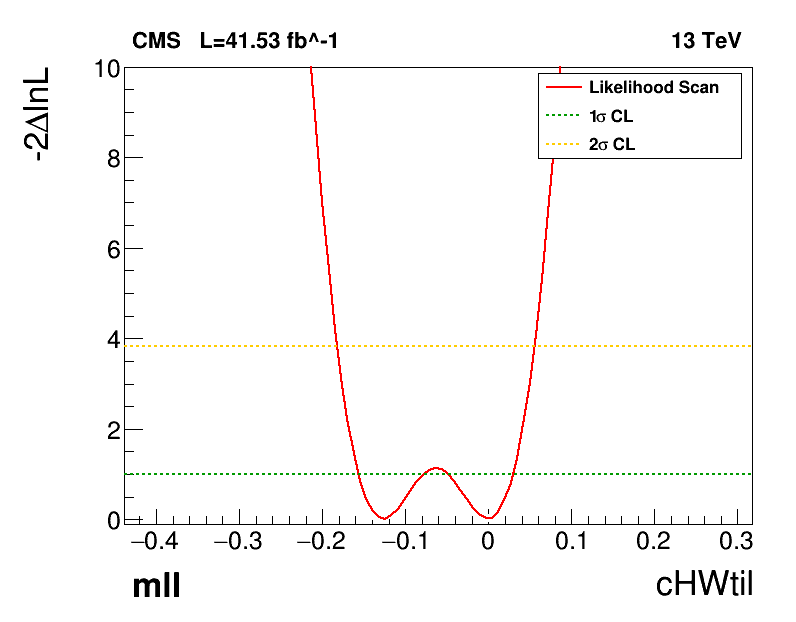 CMS L=41.53 fb^-1 13 TeV
-2ΔlnL
Likelihood Scan
1σ CL
2σ CL
10
8
6
4
2
0
−0.4 −0.3 −0.2 −0.1 0 0.1 0.2 0.3
mll cHWtil